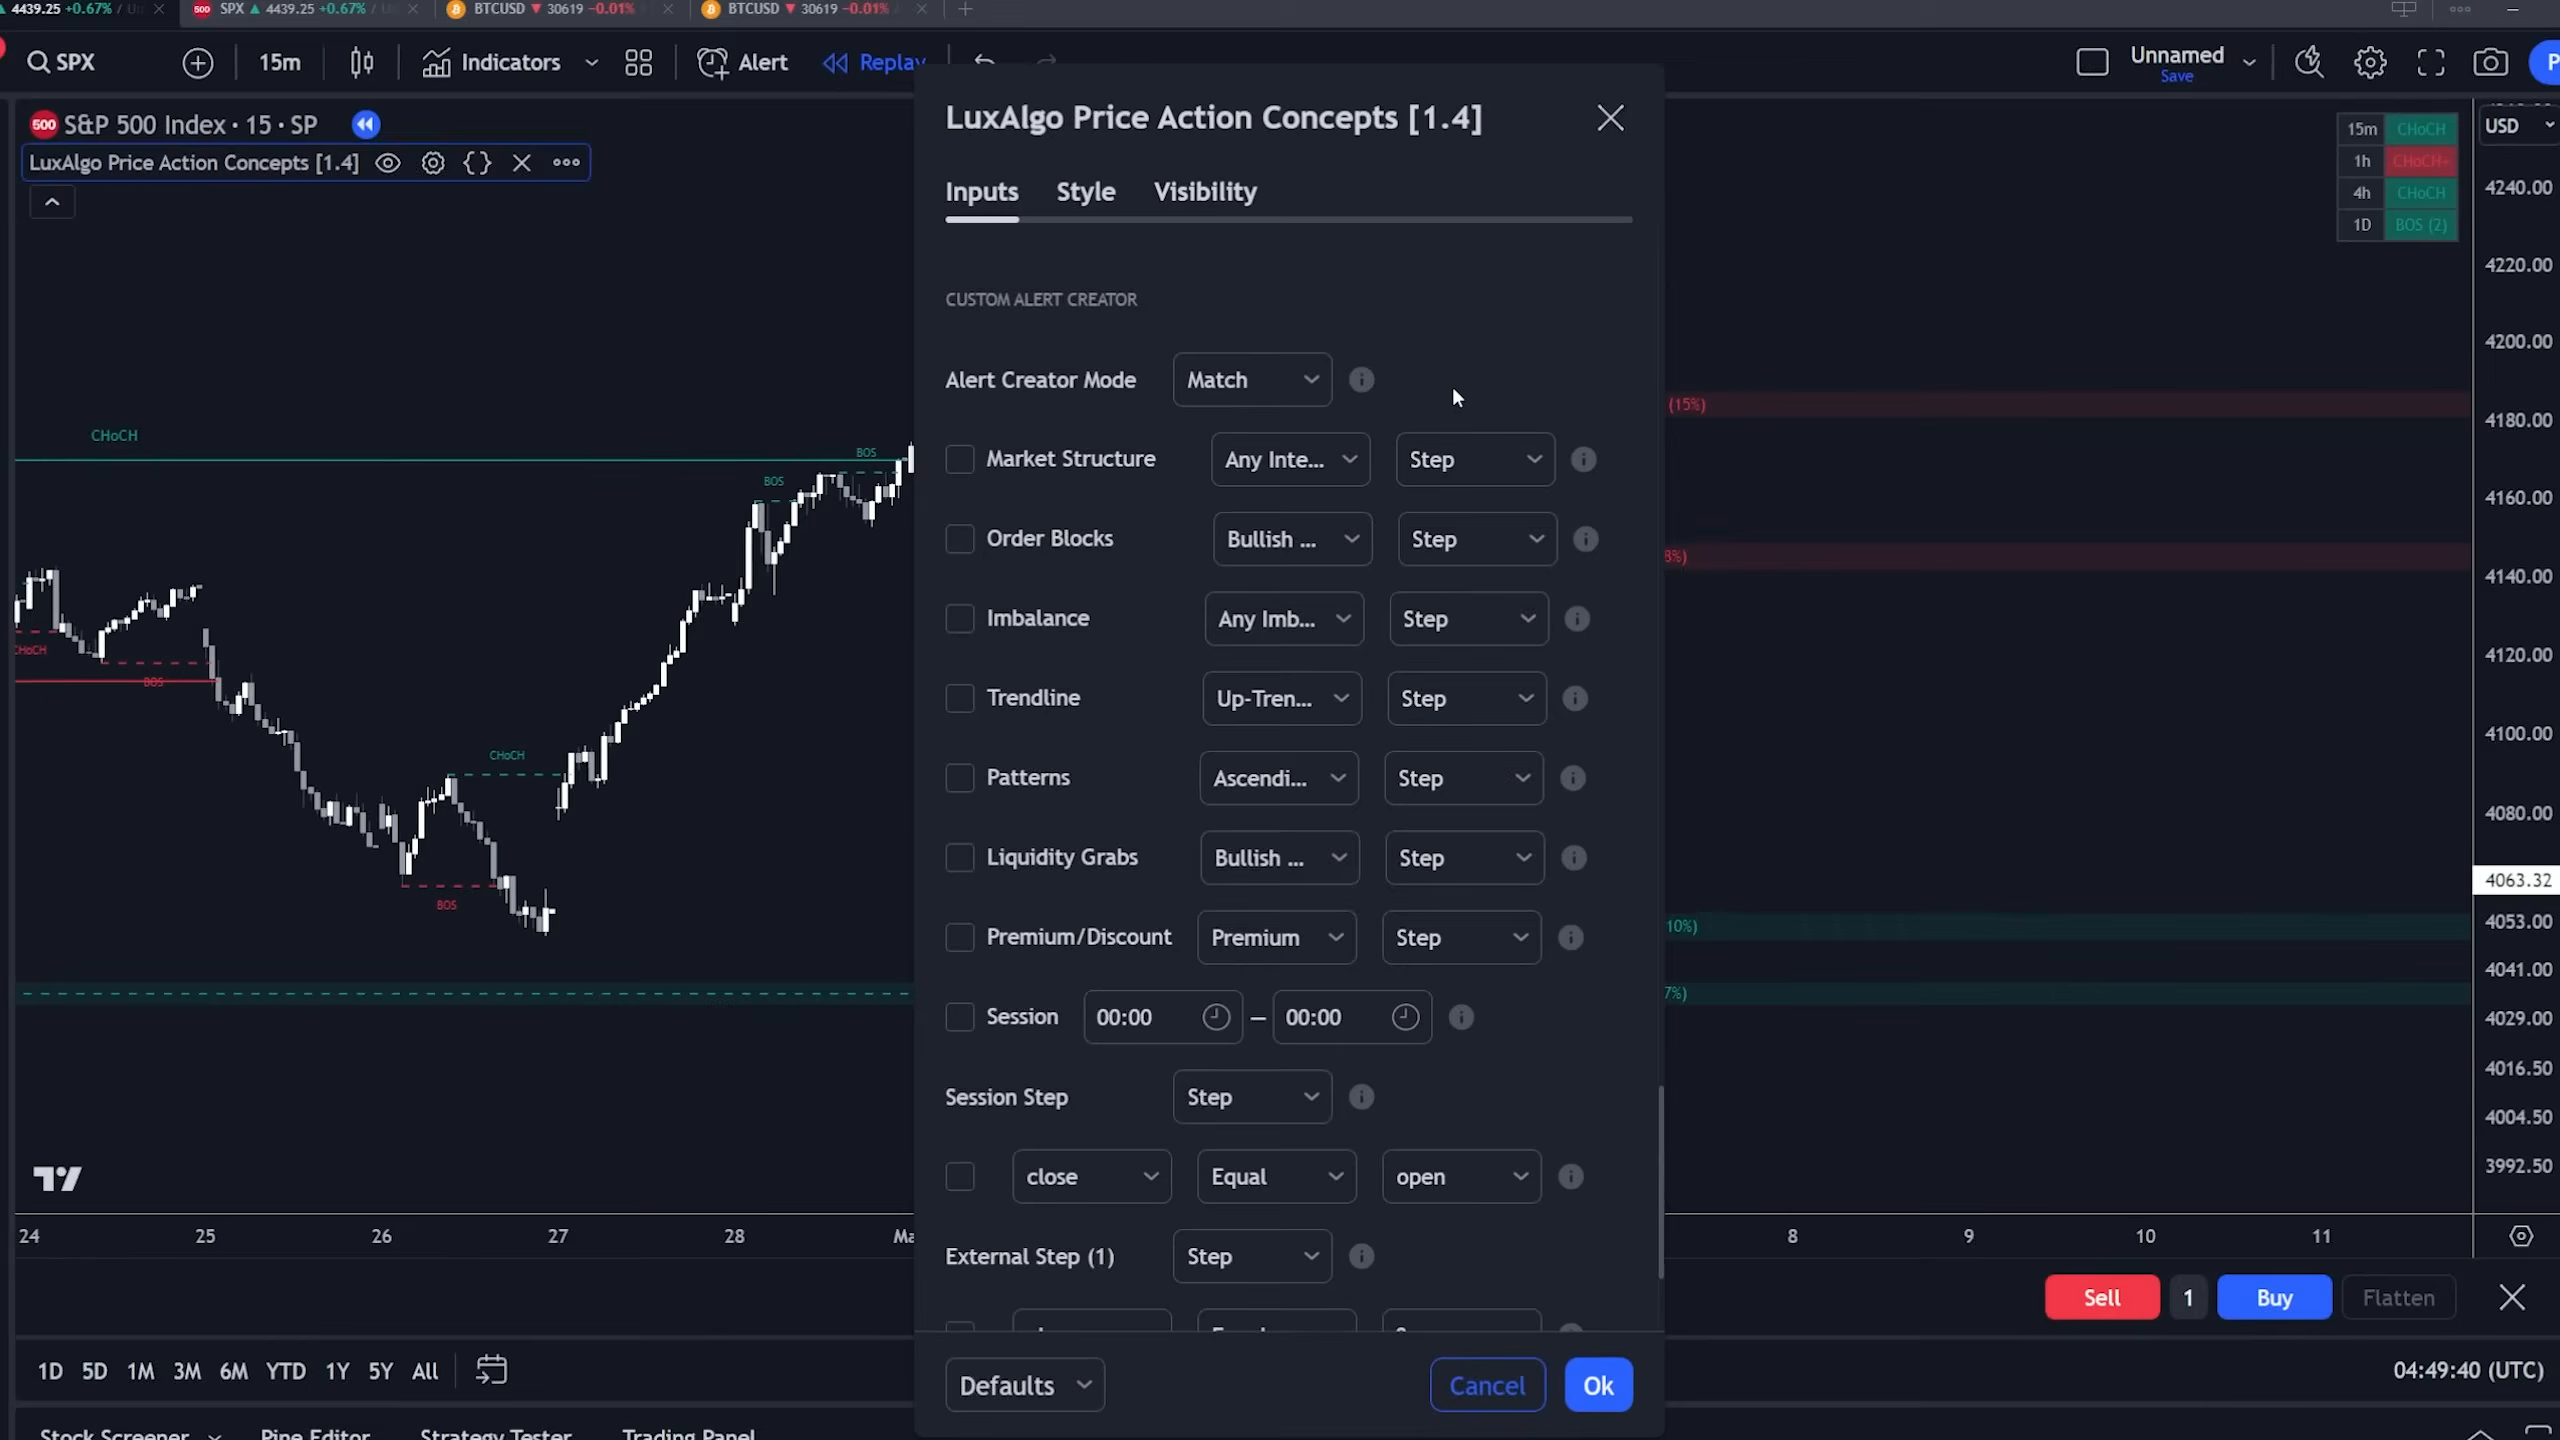 4439.25 +0.67% / U
500 SPX ▲ 4439.25 +0.67% / U
BTCUSD ▼ 30619 -0.01%
BTCUSD ▼ 30619 -0.01%
SPX
15m
Indicators
Alert
Replay
Unnamed
Save
P
500 S&P 500 Index · 15 · SP
LuxAlgo Price Action Concepts [1.4]
15m CHoCH
1h CHoCH+
4h CHoCH
1D BOS (2)
USD
4240.00
4220.00
4200.00
4180.00
4160.00
4140.00
4120.00
4100.00
4080.00
4063.32
4053.00
4041.00
4029.00
4016.50
4004.50
3992.50
CHoCH
BOS
BOS
CHoCH
BOS
CHoCH
BOS
(15%)
8%)
10%)
7%)
LuxAlgo Price Action Concepts [1.4]
Inputs Style Visibility
CUSTOM ALERT CREATOR
Alert Creator Mode Match
Market Structure Any Inte... Step
Order Blocks Bullish ... Step
Imbalance Any Imb... Step
Trendline Up-Tren... Step
Patterns Ascendi... Step
Liquidity Grabs Bullish ... Step
Premium/Discount Premium Step
Session 00:00 — 00:00
Session Step Step
close Equal open
External Step (1) Step
Defaults Cancel Ok
24 25 26 27 28 Ma 8 9 10 11
Sell 1 Buy Flatten
1D 5D 1M 3M 6M YTD 1Y 5Y All
04:49:40 (UTC)
Stock Screener Pine Editor Strategy Tester Trading Panel